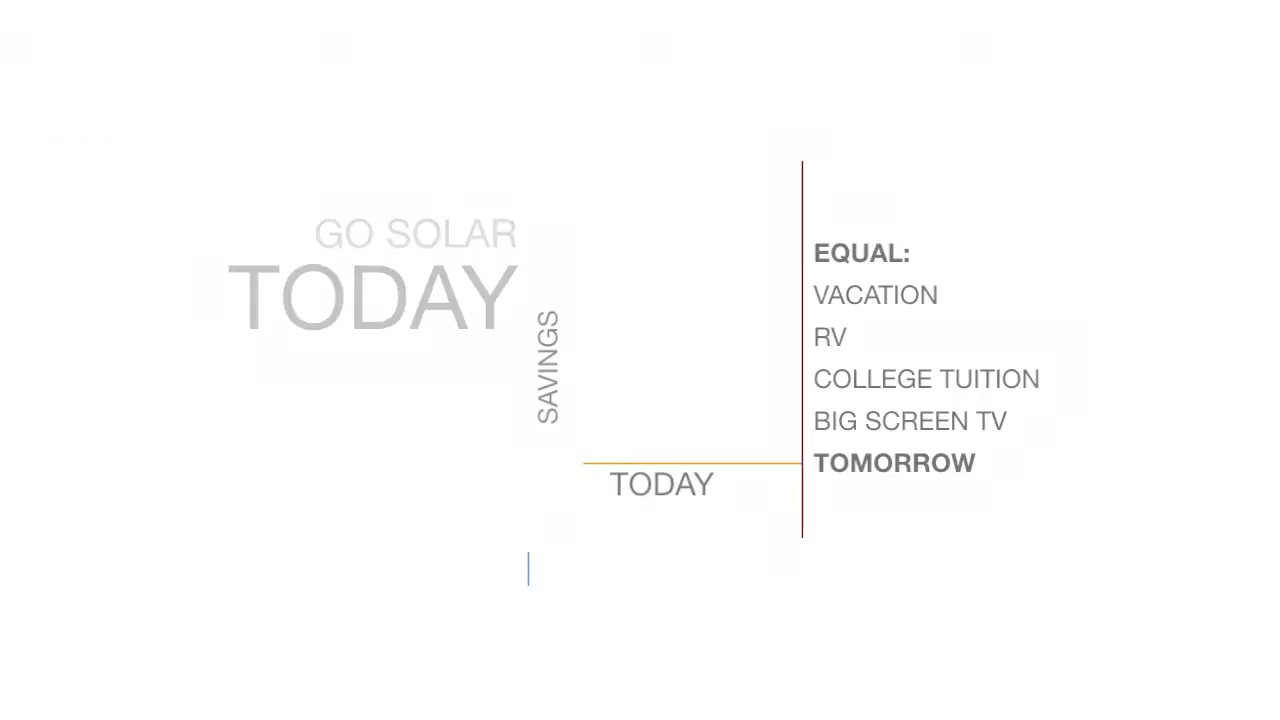 GO SOLAR
TODAY
SAVINGS
TODAY
EQUAL:
VACATION
RV
COLLEGE TUITION
BIG SCREEN TV
TOMORROW